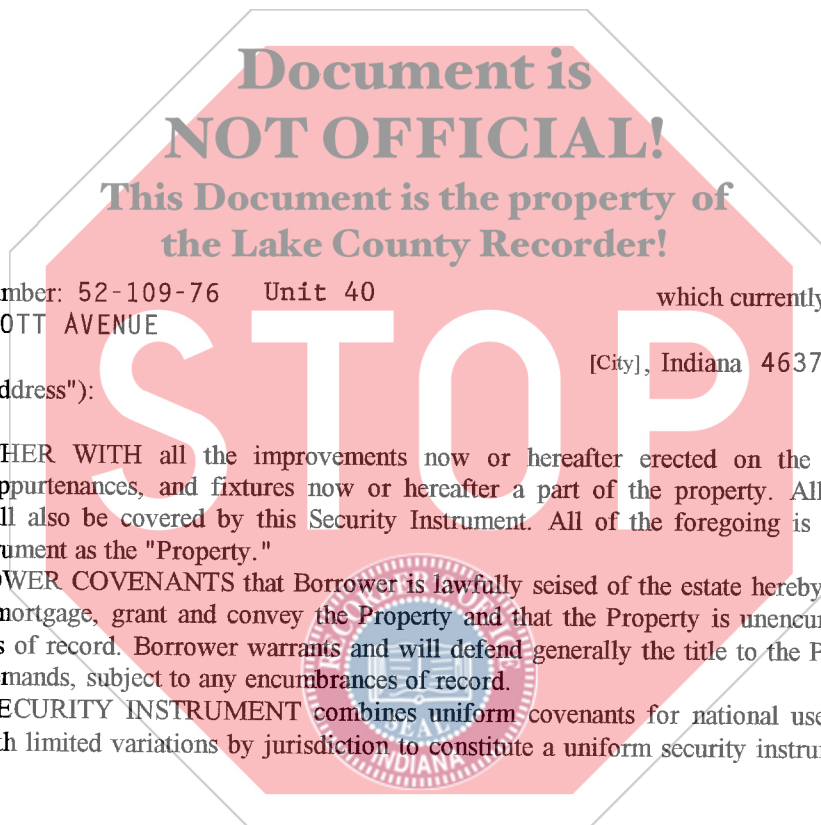 Document is
NOT OFFICIAL!
This Document is the property of
the Lake County Recorder!
mber: 52-109-76 Unit 40 which currently
OTT AVENUE
[City], Indiana 4637
ddress"):
STOP
HER WITH all the improvements now or hereafter erected on the
ppurtenances, and fixtures now or hereafter a part of the property. All
ll also be covered by this Security Instrument. All of the foregoing is
ument as the "Property."
OWER COVENANTS that Borrower is lawfully seised of the estate hereby
mortgage, grant and convey the Property and that the Property is unencum
s of record. Borrower warrants and will defend generally the title to the P
mands, subject to any encumbrances of record.
ECURITY INSTRUMENT combines uniform covenants for national use
th limited variations by jurisdiction to constitute a uniform security instru
RECORDER'S OFFICE
SEAL
INDIANA